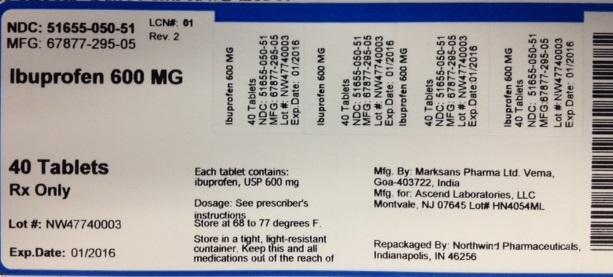 NDC: 51655-050-51 LCN#: 01
MFG: 67877-295-05 Rev. 2
Ibuprofen 600 MG
40 Tablets
Rx Only
Lot #: NW47740003
Exp.Date: 01/2016
Ibuprofen 600 MG
40 Tablets
NDC: 51655-050-51
MFG: 67877-295-05
Lot #: NW47740003
Exp.Date: 01/2016
Ibuprofen 600 MG
40 Tablets
NDC: 51655-050-51
MFG: 67877-295-05
Lot #: NW47740003
Exp.Date: 01/2016
Ibuprofen 600 MG
40 Tablets
NDC: 51655-050-51
MFG: 67877-295-05
Lot #: NW47740003
Exp.Date: 01/2016
Ibuprofen 600 MG
40 Tablets
NDC: 51655-050-51
MFG:67877-295-05
Lot #:NW47740003
Exp.Date: 01/2016
Each tablet contains:
ibuprofen, USP 600 mg
Dosage: See prescriber's
instructions
Store at 68 to 77 degrees F.
Store in a tight, light-resistant
container. Keep this and all
medications out of the reach of
Mfg. By: Marksans Pharma Ltd. Verna,
Goa-403722, India
Mfg. for: Ascend Laboratories, LLC
Montvale, NJ 07645 Lot# HN4054ML
Repackaged By: Northwind Pharmaceuticals,
Indianapolis, IN 46256